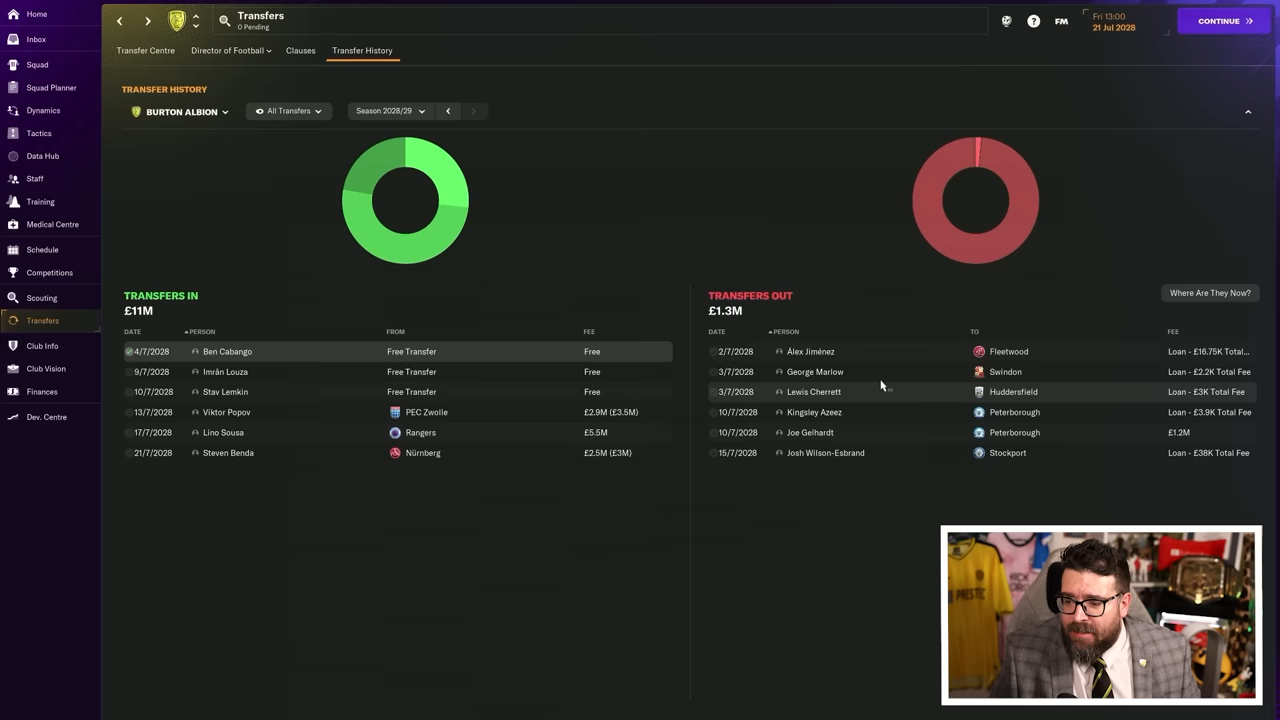 Home
Inbox
Squad
Squad Planner
Dynamics
Tactics
Data Hub
Staff
Training
Medical Centre
Schedule
Competitions
Scouting
Transfers
Club Info
Club Vision
Finances
Dev. Centre
Transfers
0 Pending
FM
Fri 13:00
21 Jul 2028
CONTINUE
Transfer Centre Director of Football Clauses Transfer History
TRANSFER HISTORY
BURTON ALBION All Transfers Season 2028/29
TRANSFERS IN
£11M
DATE PERSON FROM FEE
4/7/2028 Ben Cabango Free Transfer Free
9/7/2028 Imrân Louza Free Transfer Free
10/7/2028 Stav Lemkin Free Transfer Free
13/7/2028 Viktor Popov PEC Zwolle £2.9M (£3.5M)
17/7/2028 Lino Sousa Rangers £5.5M
21/7/2028 Steven Benda Nürnberg £2.5M (£3M)
TRANSFERS OUT
£1.3M
Where Are They Now?
DATE PERSON TO FEE
2/7/2028 Álex Jiménez Fleetwood Loan - £16.75K Total...
3/7/2028 George Marlow Swindon Loan - £2.2K Total Fee
3/7/2028 Lewis Cherrett Huddersfield Loan - £3K Total Fee
10/7/2028 Kingsley Azeez Peterborough Loan - £3.9K Total Fee
10/7/2028 Joe Gelhardt Peterborough £1.2M
15/7/2028 Josh Wilson-Esbrand Stockport Loan - £38K Total Fee
PRESTEC